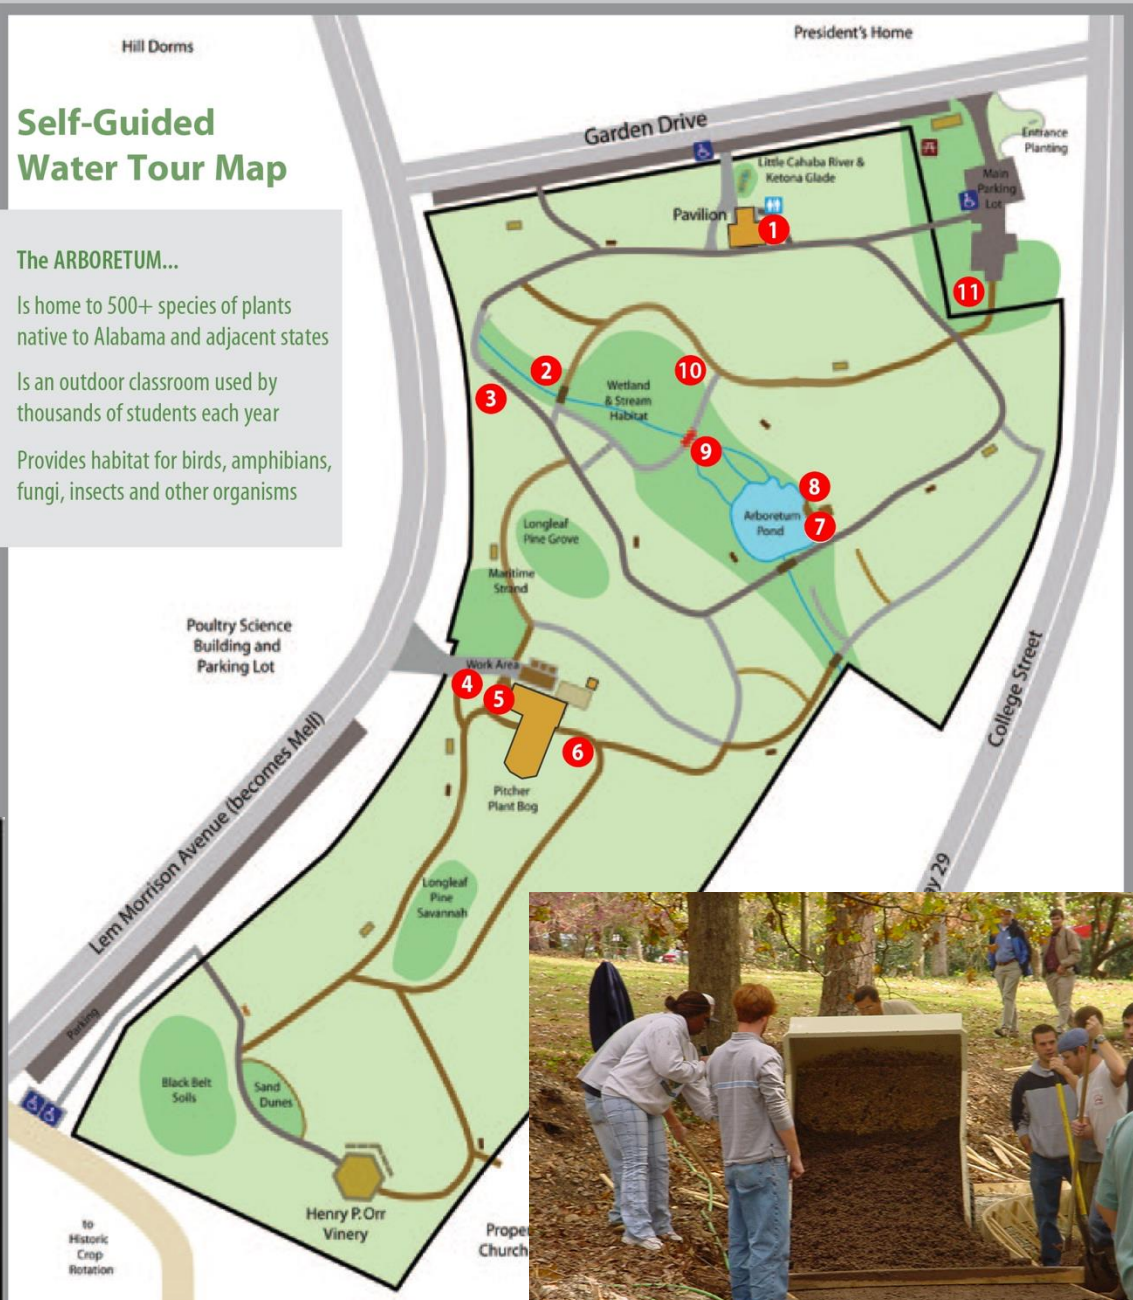 Hill Dorms
President's Home
Self-Guided
Water Tour Map
Garden Drive
Entrance
Planting
Little Cahaba River &
Ketona Glade
Main
Parking
Lot
Pavilion
1
The ARBORETUM...
Is home to 500+ species of plants
native to Alabama and adjacent states
Is an outdoor classroom used by
thousands of students each year
Provides habitat for birds, amphibians,
fungi, insects and other organisms
11
2
10
3
Wetland
& Stream
Habitat
9
8
7
Arboretum
Pond
Longleaf
Pine Grove
Maritime
Strand
Poultry Science
Building and
Parking Lot
Work Area
4
5
6
College Street
Pitcher
Plant Bog
Lem Morrison Avenue (becomes Mell)
29
Longleaf
Pine
Savannah
Parking
Black Belt
Soils
Sand
Dunes
Henry P. Orr
Vinery
to
Historic
Crop
Rotation
Prope
Church